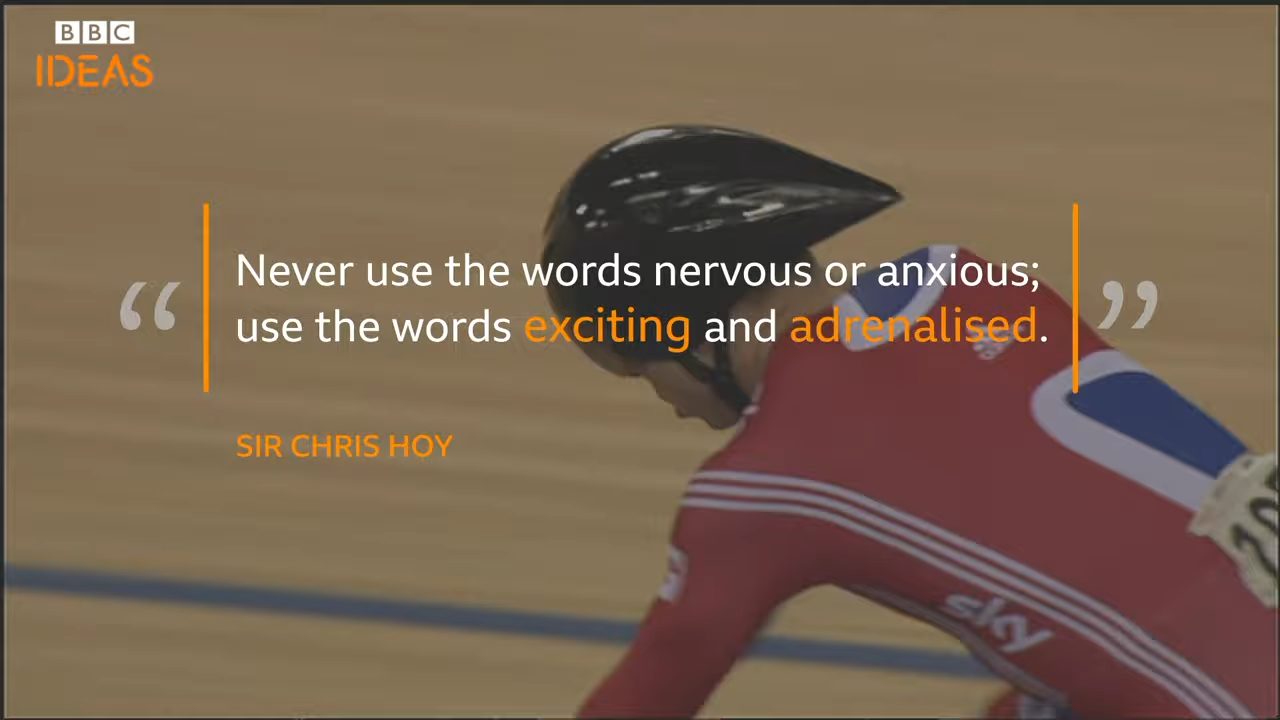 BBC
IDEAS
“Never use the words nervous or anxious;
use the words exciting and adrenalised.”
SIR CHRIS HOY
sky